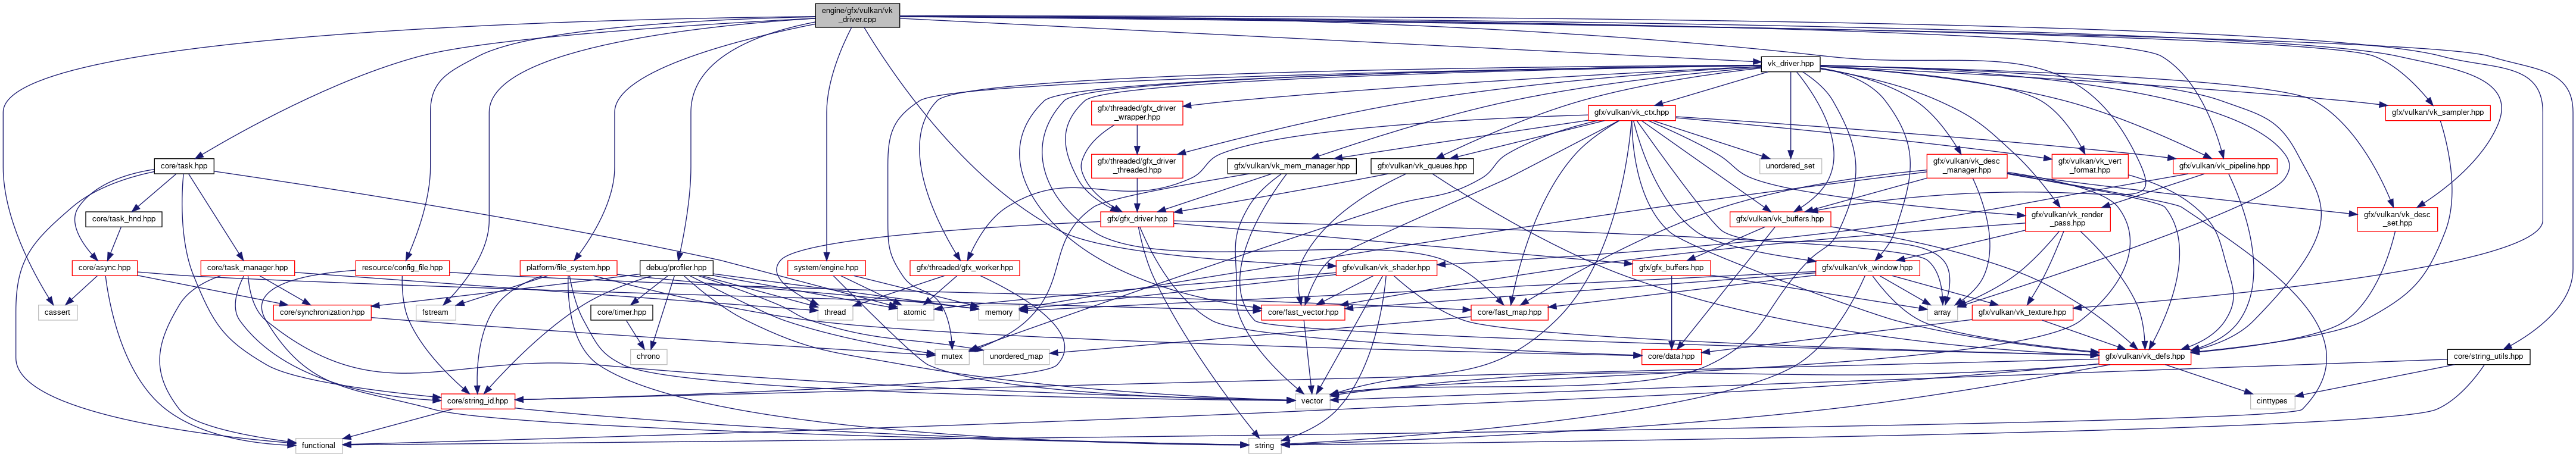 engine/gfx/vulkan/vk
_driver.cpp
vk_driver.hpp
gfx/threaded/gfx_driver
_wrapper.hpp
gfx/vulkan/vk_ctx.hpp
gfx/vulkan/vk_sampler.hpp
core/task.hpp
gfx/threaded/gfx_driver
_threaded.hpp
gfx/vulkan/vk_mem_manager.hpp
gfx/vulkan/vk_queues.hpp
unordered_set
gfx/vulkan/vk_desc
_manager.hpp
gfx/vulkan/vk_vert
_format.hpp
gfx/vulkan/vk_pipeline.hpp
core/task_hnd.hpp
gfx/gfx_driver.hpp
gfx/vulkan/vk_buffers.hpp
gfx/vulkan/vk_render
_pass.hpp
gfx/vulkan/vk_desc
_set.hpp
core/async.hpp
core/task_manager.hpp
resource/config_file.hpp
platform/file_system.hpp
debug/profiler.hpp
system/engine.hpp
gfx/threaded/gfx_worker.hpp
gfx/vulkan/vk_shader.hpp
gfx/gfx_buffers.hpp
gfx/vulkan/vk_window.hpp
cassert
core/synchronization.hpp
fstream
core/timer.hpp
thread
atomic
memory
core/fast_vector.hpp
core/fast_map.hpp
array
gfx/vulkan/vk_texture.hpp
chrono
mutex
unordered_map
core/data.hpp
gfx/vulkan/vk_defs.hpp
core/string_utils.hpp
core/string_id.hpp
vector
cinttypes
functional
string